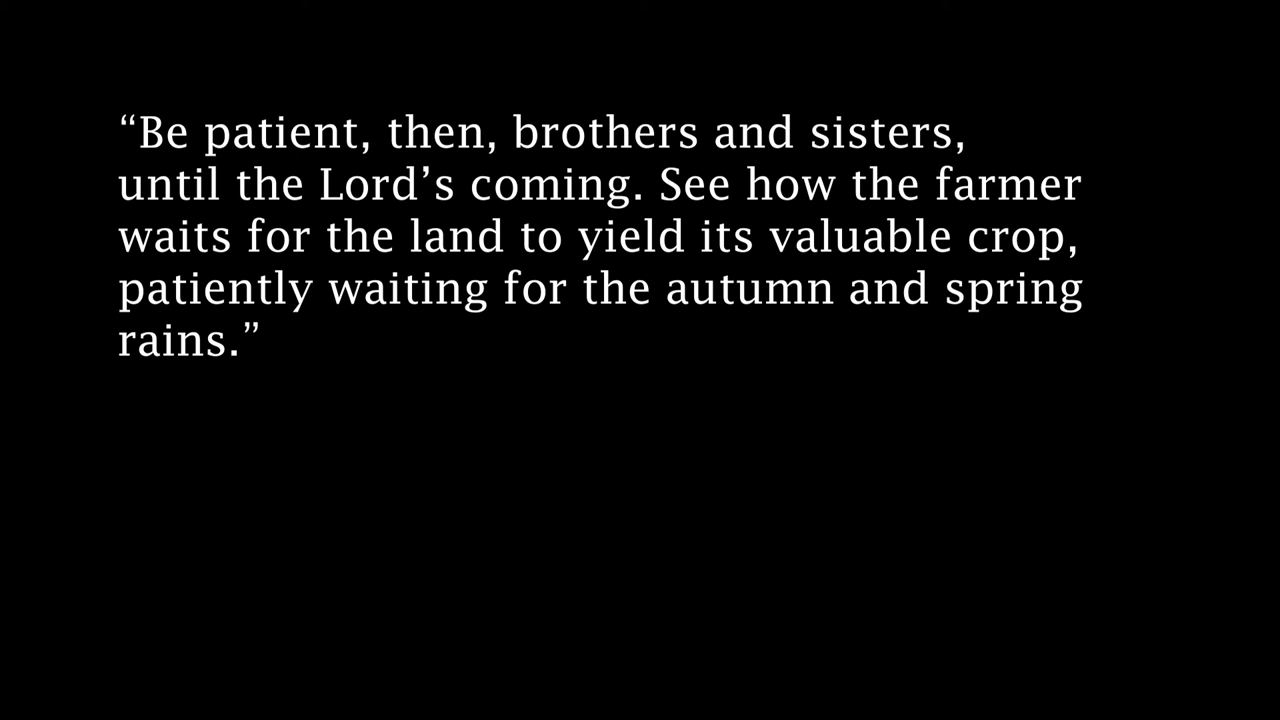 “Be patient, then, brothers and sisters,
until the Lord’s coming. See how the farmer
waits for the land to yield its valuable crop,
patiently waiting for the autumn and spring
rains.”